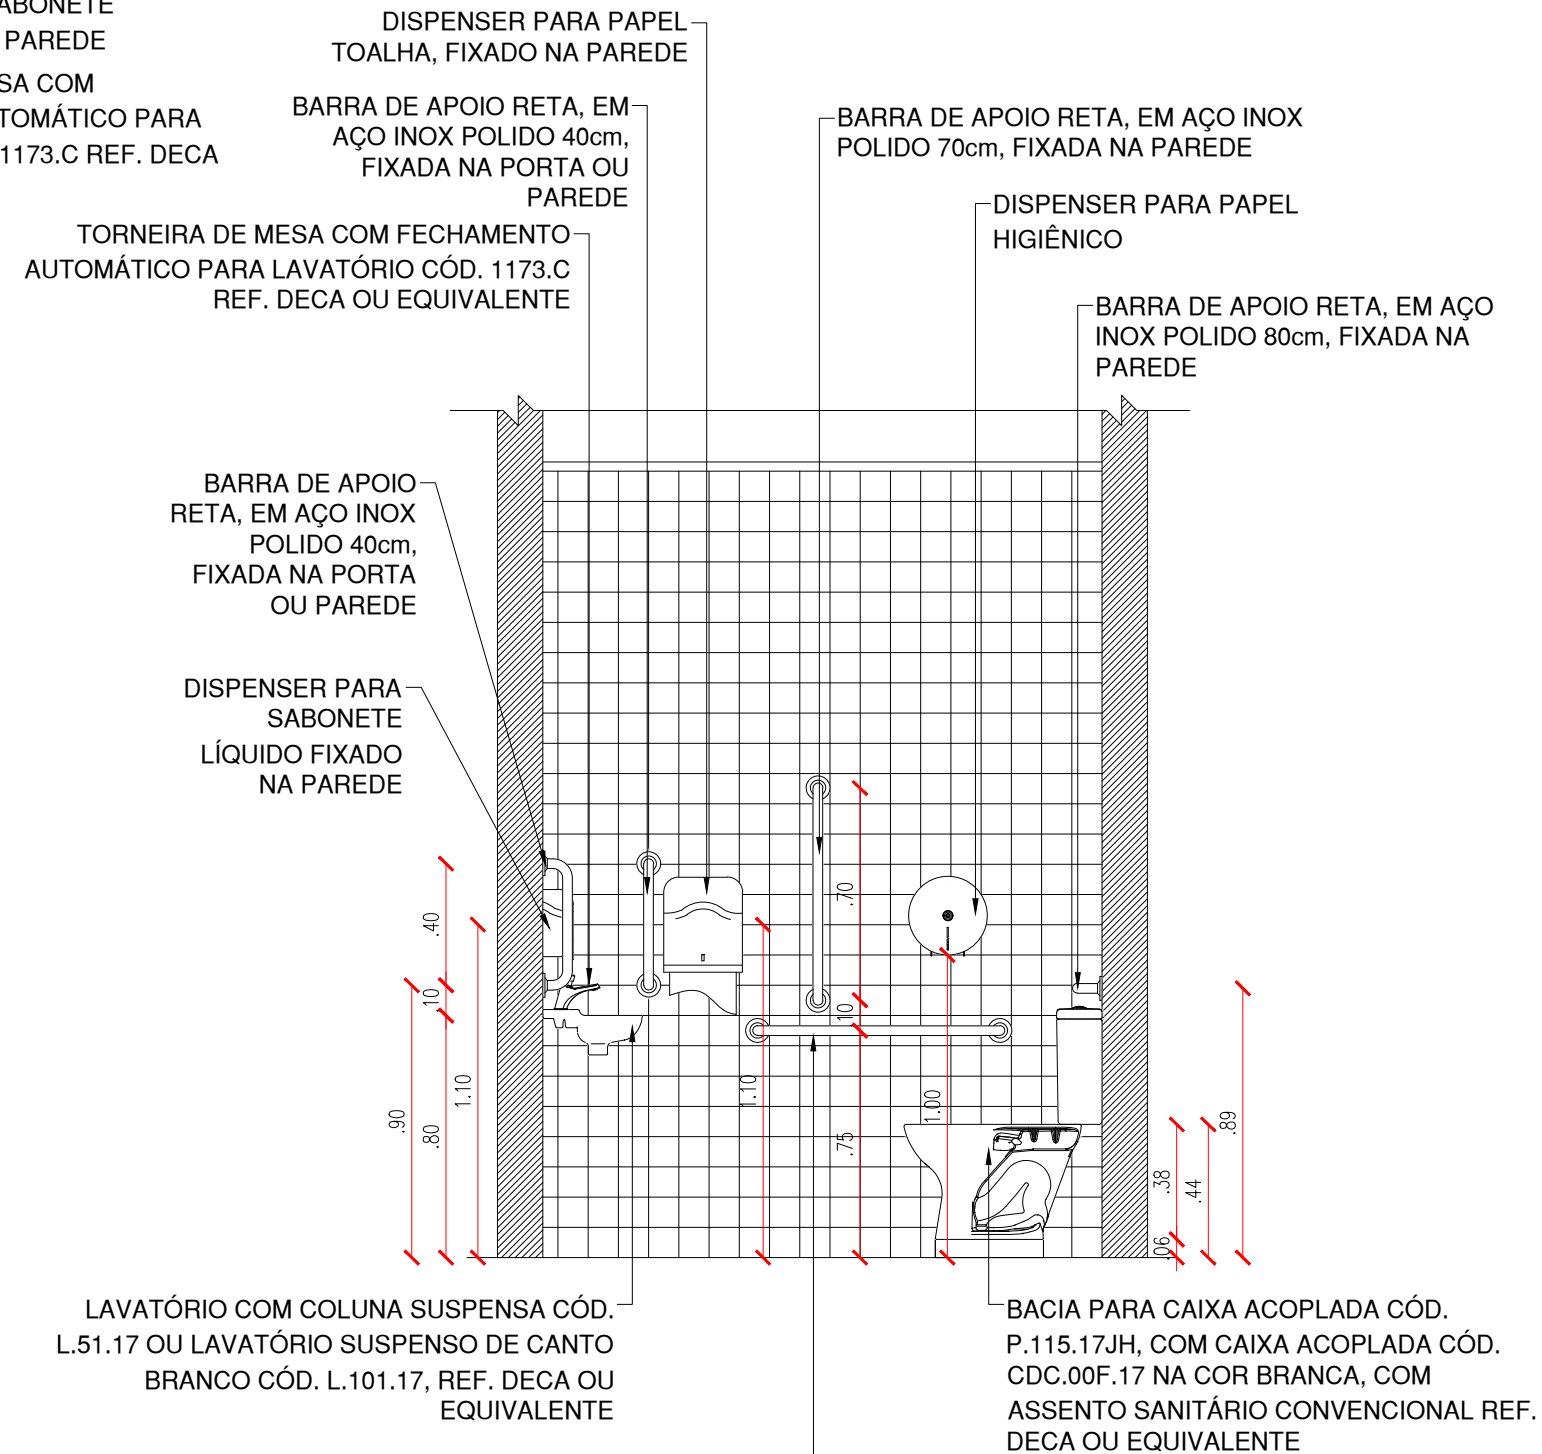 SABONETE
PAREDE
COM
PARA
1173.C REF. DECA
DISPENSER PARA PAPEL
TOALHA, FIXADO NA PAREDE
BARRA DE APOIO RETA, EM
AÇO INOX POLIDO 40cm,
FIXADA NA PORTA OU
PAREDE
TORNEIRA DE MESA COM FECHAMENTO
AUTOMÁTICO PARA LAVATÓRIO CÓD. 1173.C
REF. DECA OU EQUIVALENTE
BARRA DE APOIO RETA, EM AÇO INOX
POLIDO 70cm, FIXADA NA PAREDE
DISPENSER PARA PAPEL
HIGIÊNICO
BARRA DE APOIO RETA, EM AÇO
INOX POLIDO 80cm, FIXADA NA
PAREDE
BARRA DE APOIO
RETA, EM AÇO INOX
POLIDO 40cm,
FIXADA NA PORTA
OU PAREDE
DISPENSER PARA
SABONETE
LÍQUIDO FIXADO
NA PAREDE
.40
.10
.90
.80
1.10
1.10
.70
.10
.75
1.00
.38
.06
.44
.89
LAVATÓRIO COM COLUNA SUSPENSA CÓD.
L.51.17 OU LAVATÓRIO SUSPENSO DE CANTO
BRANCO CÓD. L.101.17, REF. DECA OU
EQUIVALENTE
BACIA PARA CAIXA ACOPLADA CÓD.
P.115.17JH, COM CAIXA ACOPLADA CÓD.
CDC.00F.17 NA COR BRANCA, COM
ASSENTO SANITÁRIO CONVENCIONAL REF.
DECA OU EQUIVALENTE